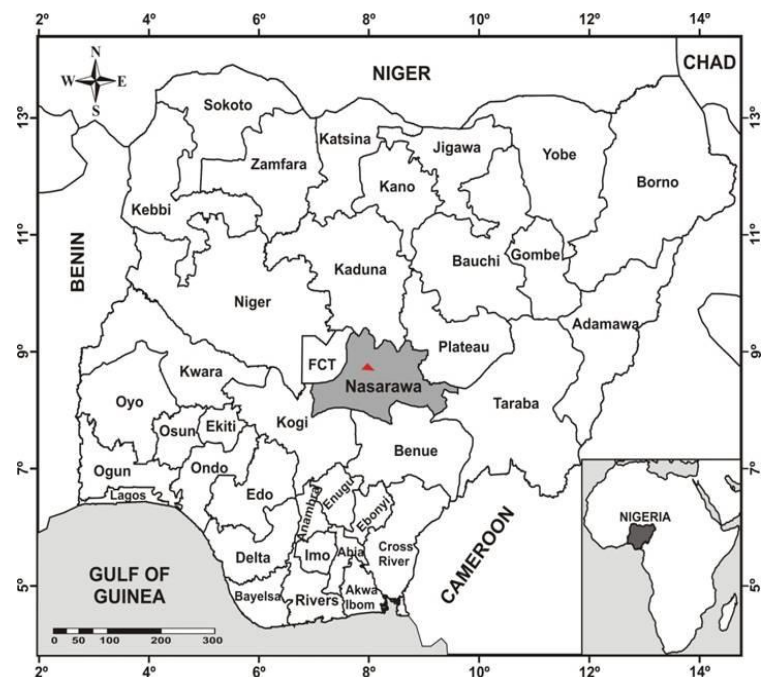 2° 4° 6° 8° 10° 12° 14°
N
W E
S
NIGER
CHAD
13° 13°
Sokoto
Katsina
Jigawa
Zamfara
Yobe
Kano
Borno
Kebbi
11° 11°
BENIN
Kaduna
Bauchi
Gombe
Niger
Adamawa
9° 9°
Plateau
FCT
Kwara
Nasarawa
Oyo
Taraba
Osun
Ekiti
Kogi
Benue
7° 7°
Ogun
Ondo
Lagos
Edo
Anambra
Enugu
Ebonyi
NIGERIA
Delta
Imo
Abia
Cross
River
CAMEROON
GULF OF
GUINEA
5° 5°
Bayelsa
Rivers
Akwa
Ibom
0 50 100 200 300
2° 4° 6° 8° 10° 12° 14°